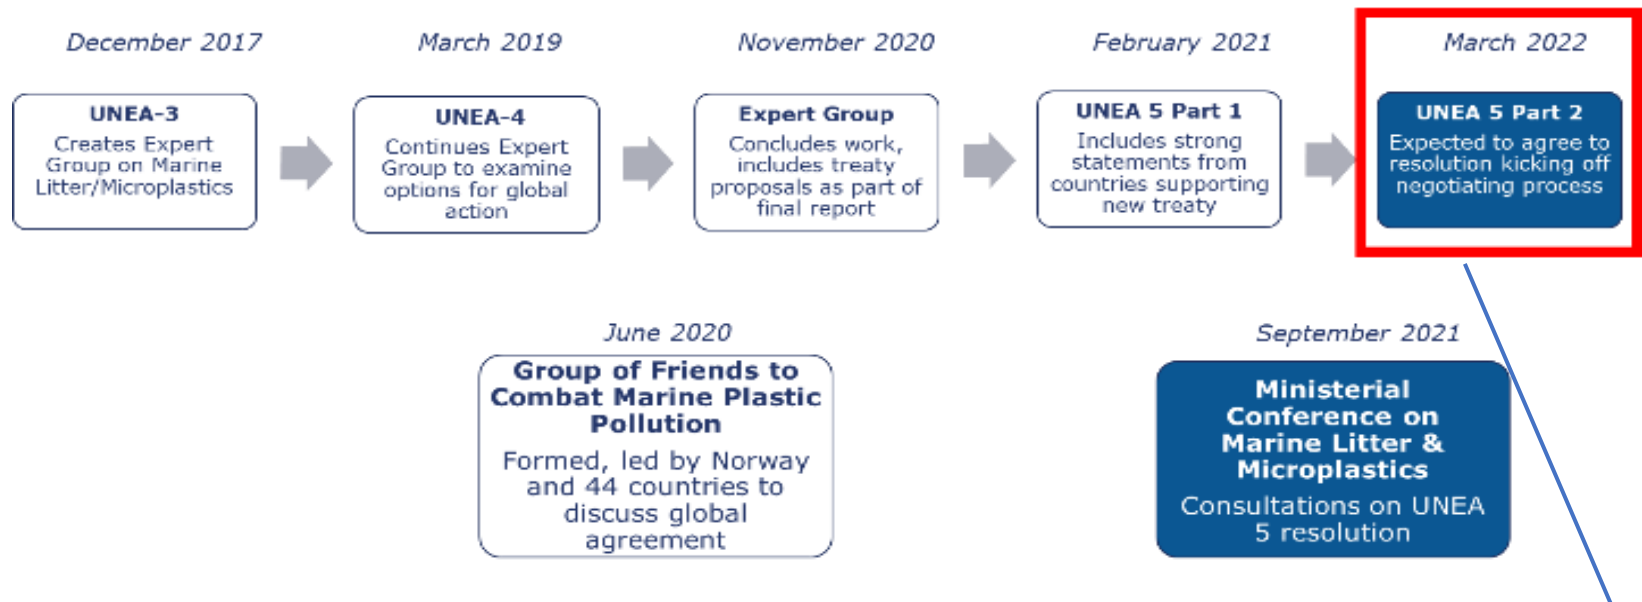 December 2017
UNEA-3
Creates Expert
Group on Marine
Litter/Microplastics
March 2019
UNEA-4
Continues Expert
Group to examine
options for global
action
November 2020
Expert Group
Concludes work,
includes treaty
proposals as part of
final report
February 2021
UNEA 5 Part 1
Includes strong
statements from
countries supporting
new treaty
March 2022
UNEA 5 Part 2
Expected to agree to
resolution kicking off
negotiating process
June 2020
Group of Friends to
Combat Marine Plastic
Pollution
Formed, led by Norway
and 44 countries to
discuss global
agreement
September 2021
Ministerial
Conference on
Marine Litter &
Microplastics
Consultations on UNEA
5 resolution